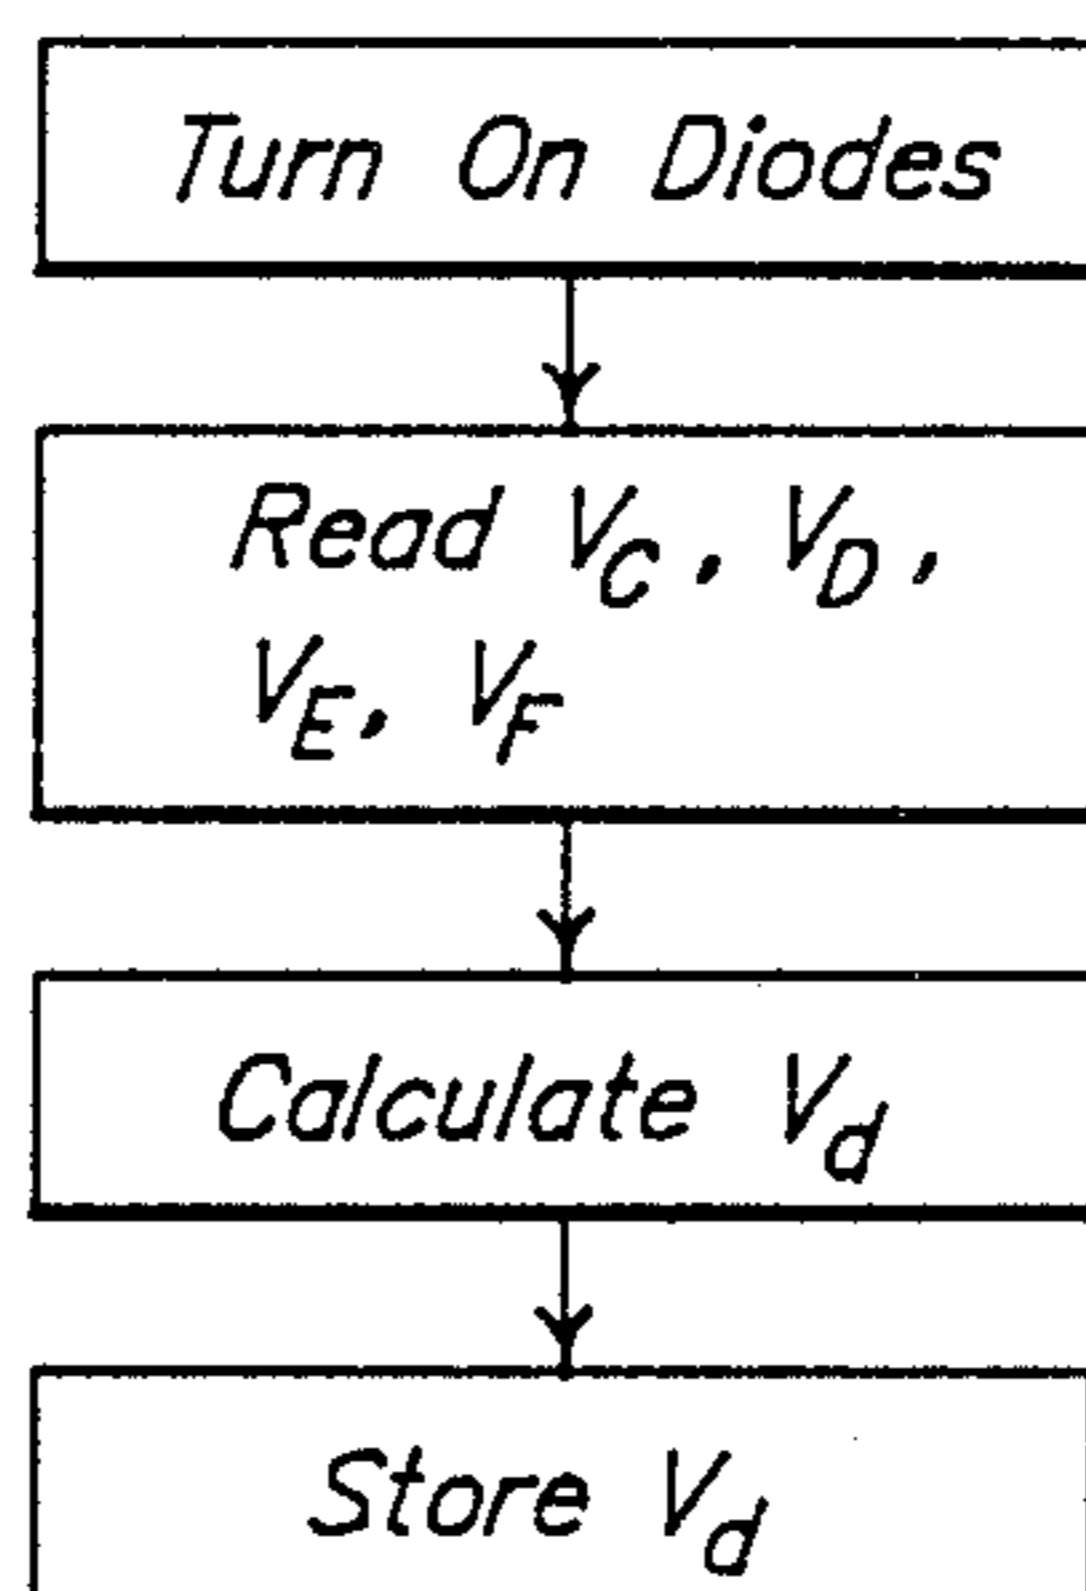 Turn On Diodes
Read V_C, V_D,
V_E, V_F
Calculate V_d
Store V_d